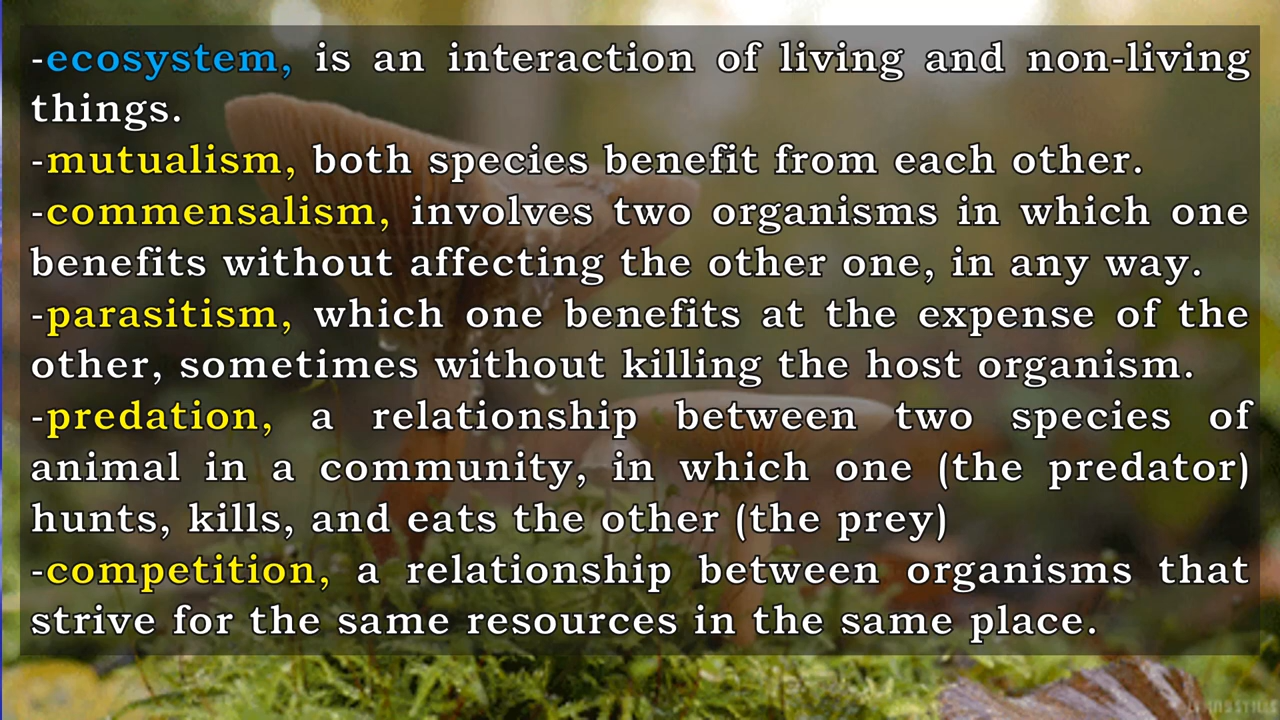 -ecosystem, is an interaction of living and non-living
things.
-mutualism, both species benefit from each other.
-commensalism, involves two organisms in which one
benefits without affecting the other one, in any way.
-parasitism, which one benefits at the expense of the
other, sometimes without killing the host organism.
-predation, a relationship between two species of
animal in a community, in which one (the predator)
hunts, kills, and eats the other (the prey)
-competition, a relationship between organisms that
strive for the same resources in the same place.